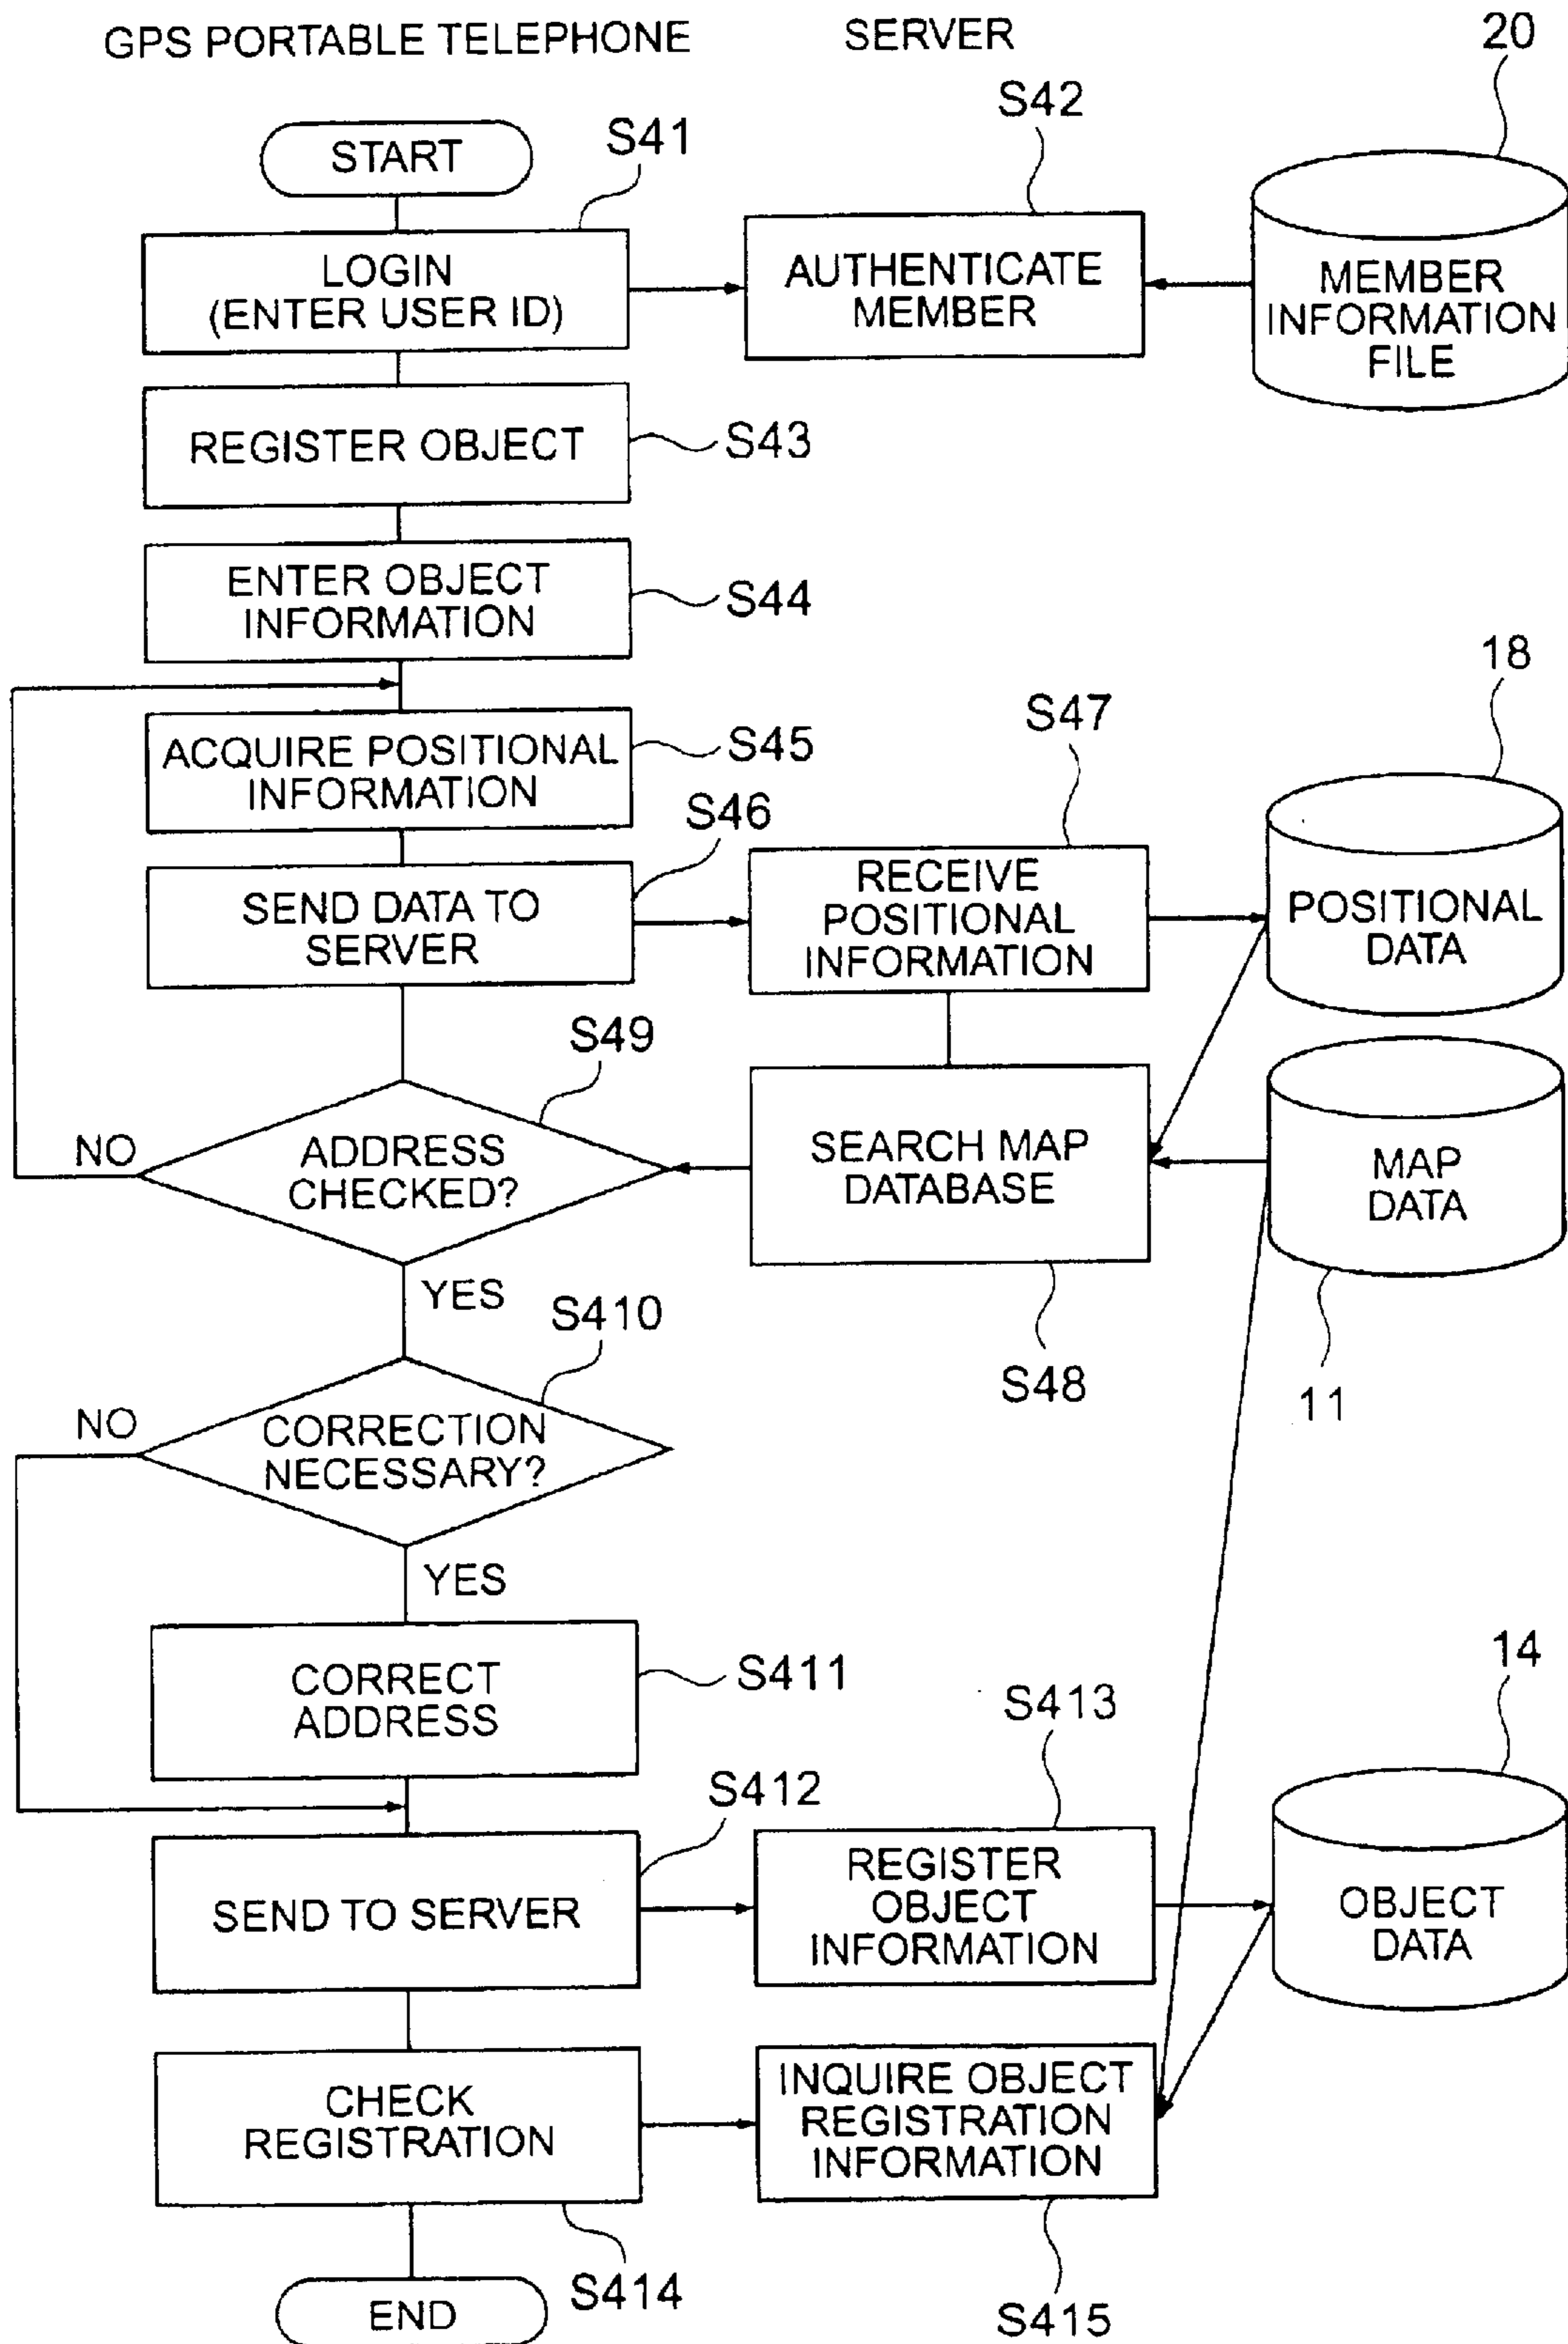 GPS PORTABLE TELEPHONE
SERVER
20
S42
S41
START
LOGIN
(ENTER USER ID)
AUTHENTICATE
MEMBER
MEMBER
INFORMATION
FILE
REGISTER OBJECT
S43
ENTER OBJECT
INFORMATION
S44
18
S47
ACQUIRE POSITIONAL
INFORMATION
S45
S46
SEND DATA TO
SERVER
RECEIVE
POSITIONAL
INFORMATION
POSITIONAL
DATA
S49
NO
ADDRESS
CHECKED?
SEARCH MAP
DATABASE
MAP
DATA
YES
S410
S48
11
NO
CORRECTION
NECESSARY?
YES
CORRECT
ADDRESS
S411
14
S413
S412
SEND TO SERVER
REGISTER
OBJECT
INFORMATION
OBJECT
DATA
CHECK
REGISTRATION
INQUIRE OBJECT
REGISTRATION
INFORMATION
S414
END
S415